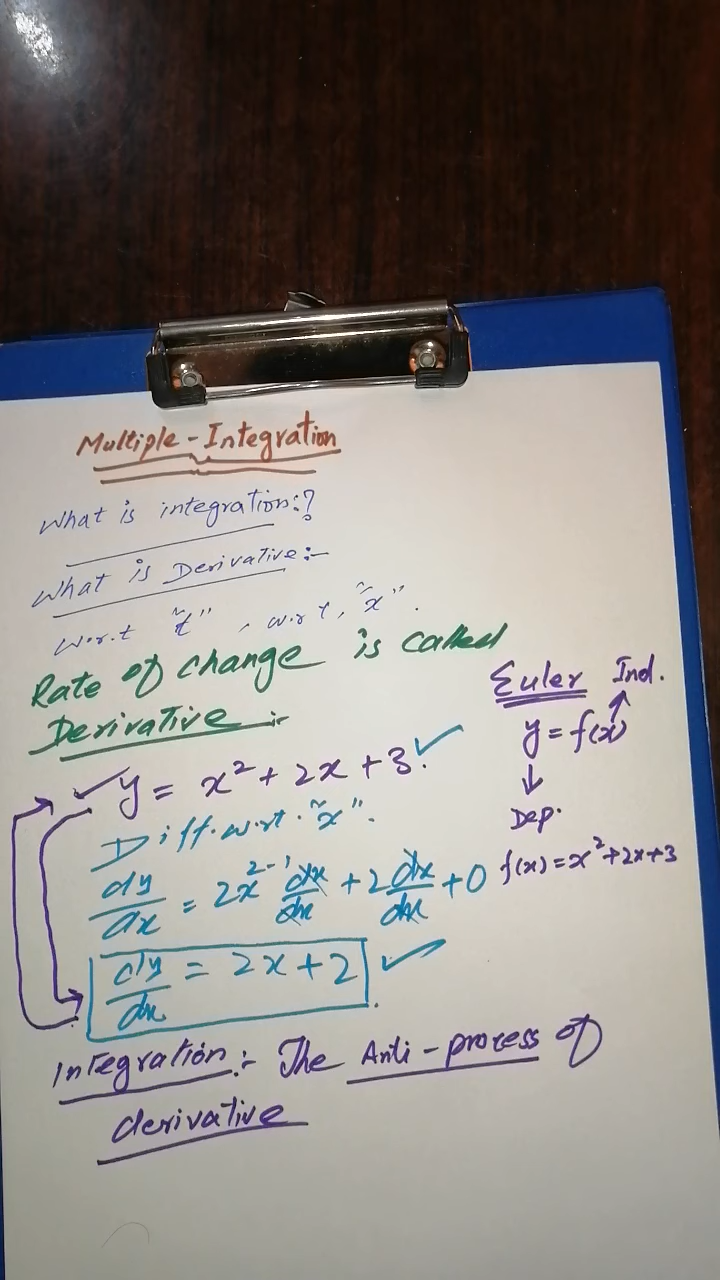 Multiple-Integration
What is integration:?
What is Derivative:-
w.r.t "t", w.r.t, "x".
Rate of change is called
Derivative:-
Euler Ind.
y = f(x)
Dep.
f(x) = x²+2x+3
y = x² + 2x + 3.
Diff. w.r.t. "x".
dy/dx = 2x²⁻¹ dx/dx + 2 dx/dx + 0
dy/dx = 2x+2
Integration:- The Anti-process of
derivative